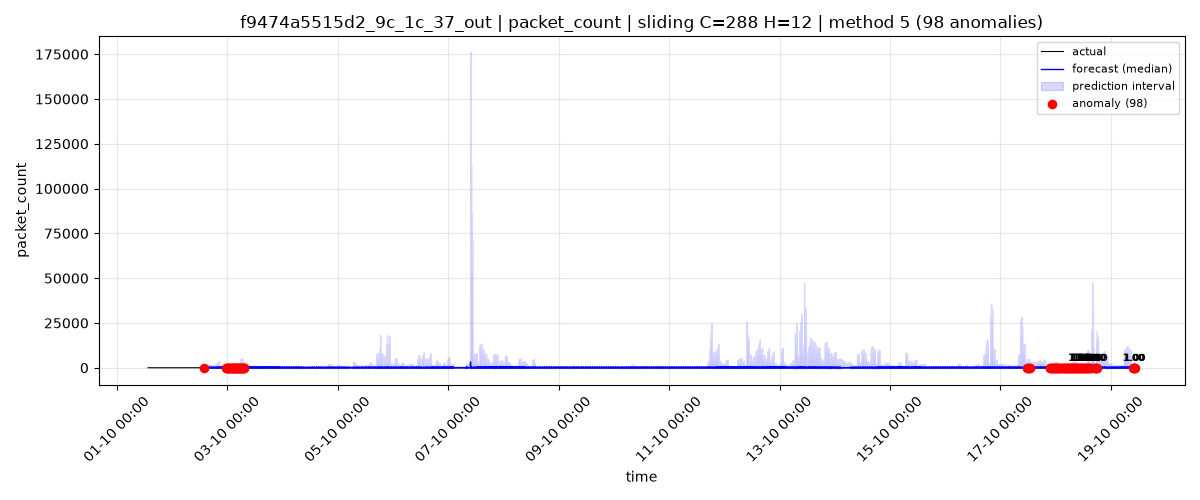 f9474a5515d2_9c_1c_37_out | packet_count | sliding C=288 H=12 | method 5 (98 anomalies)
actual
forecast (median)
prediction interval
anomaly (98)
packet_count
175000
150000
125000
100000
75000
50000
25000
0
1.00
01-10 00:00
03-10 00:00
05-10 00:00
07-10 00:00
09-10 00:00
11-10 00:00
13-10 00:00
15-10 00:00
17-10 00:00
19-10 00:00
time